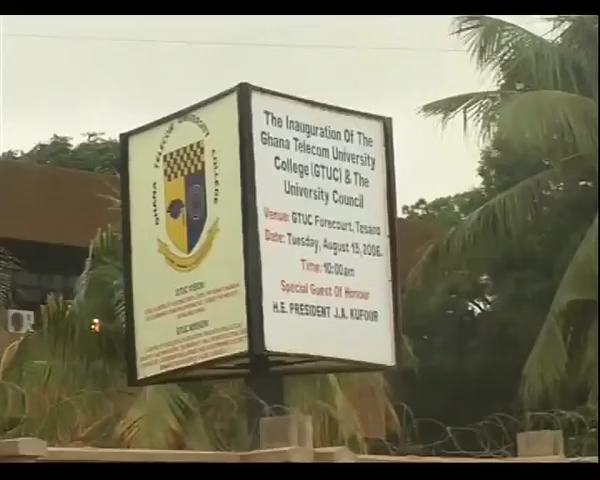 GHANA TELECOM UNIVERSITY COLLEGE
GTUC VISION
GTUC MISSION
The Inauguration Of The
Ghana Telecom University
College (GTUC) & The
University Council
Venue: GTUC Forecourt, Tesano
Date: Tuesday, August 15, 2006.
Time: 10:00am
Special Guest Of Honour
H.E. PRESIDENT J.A. KUFOUR